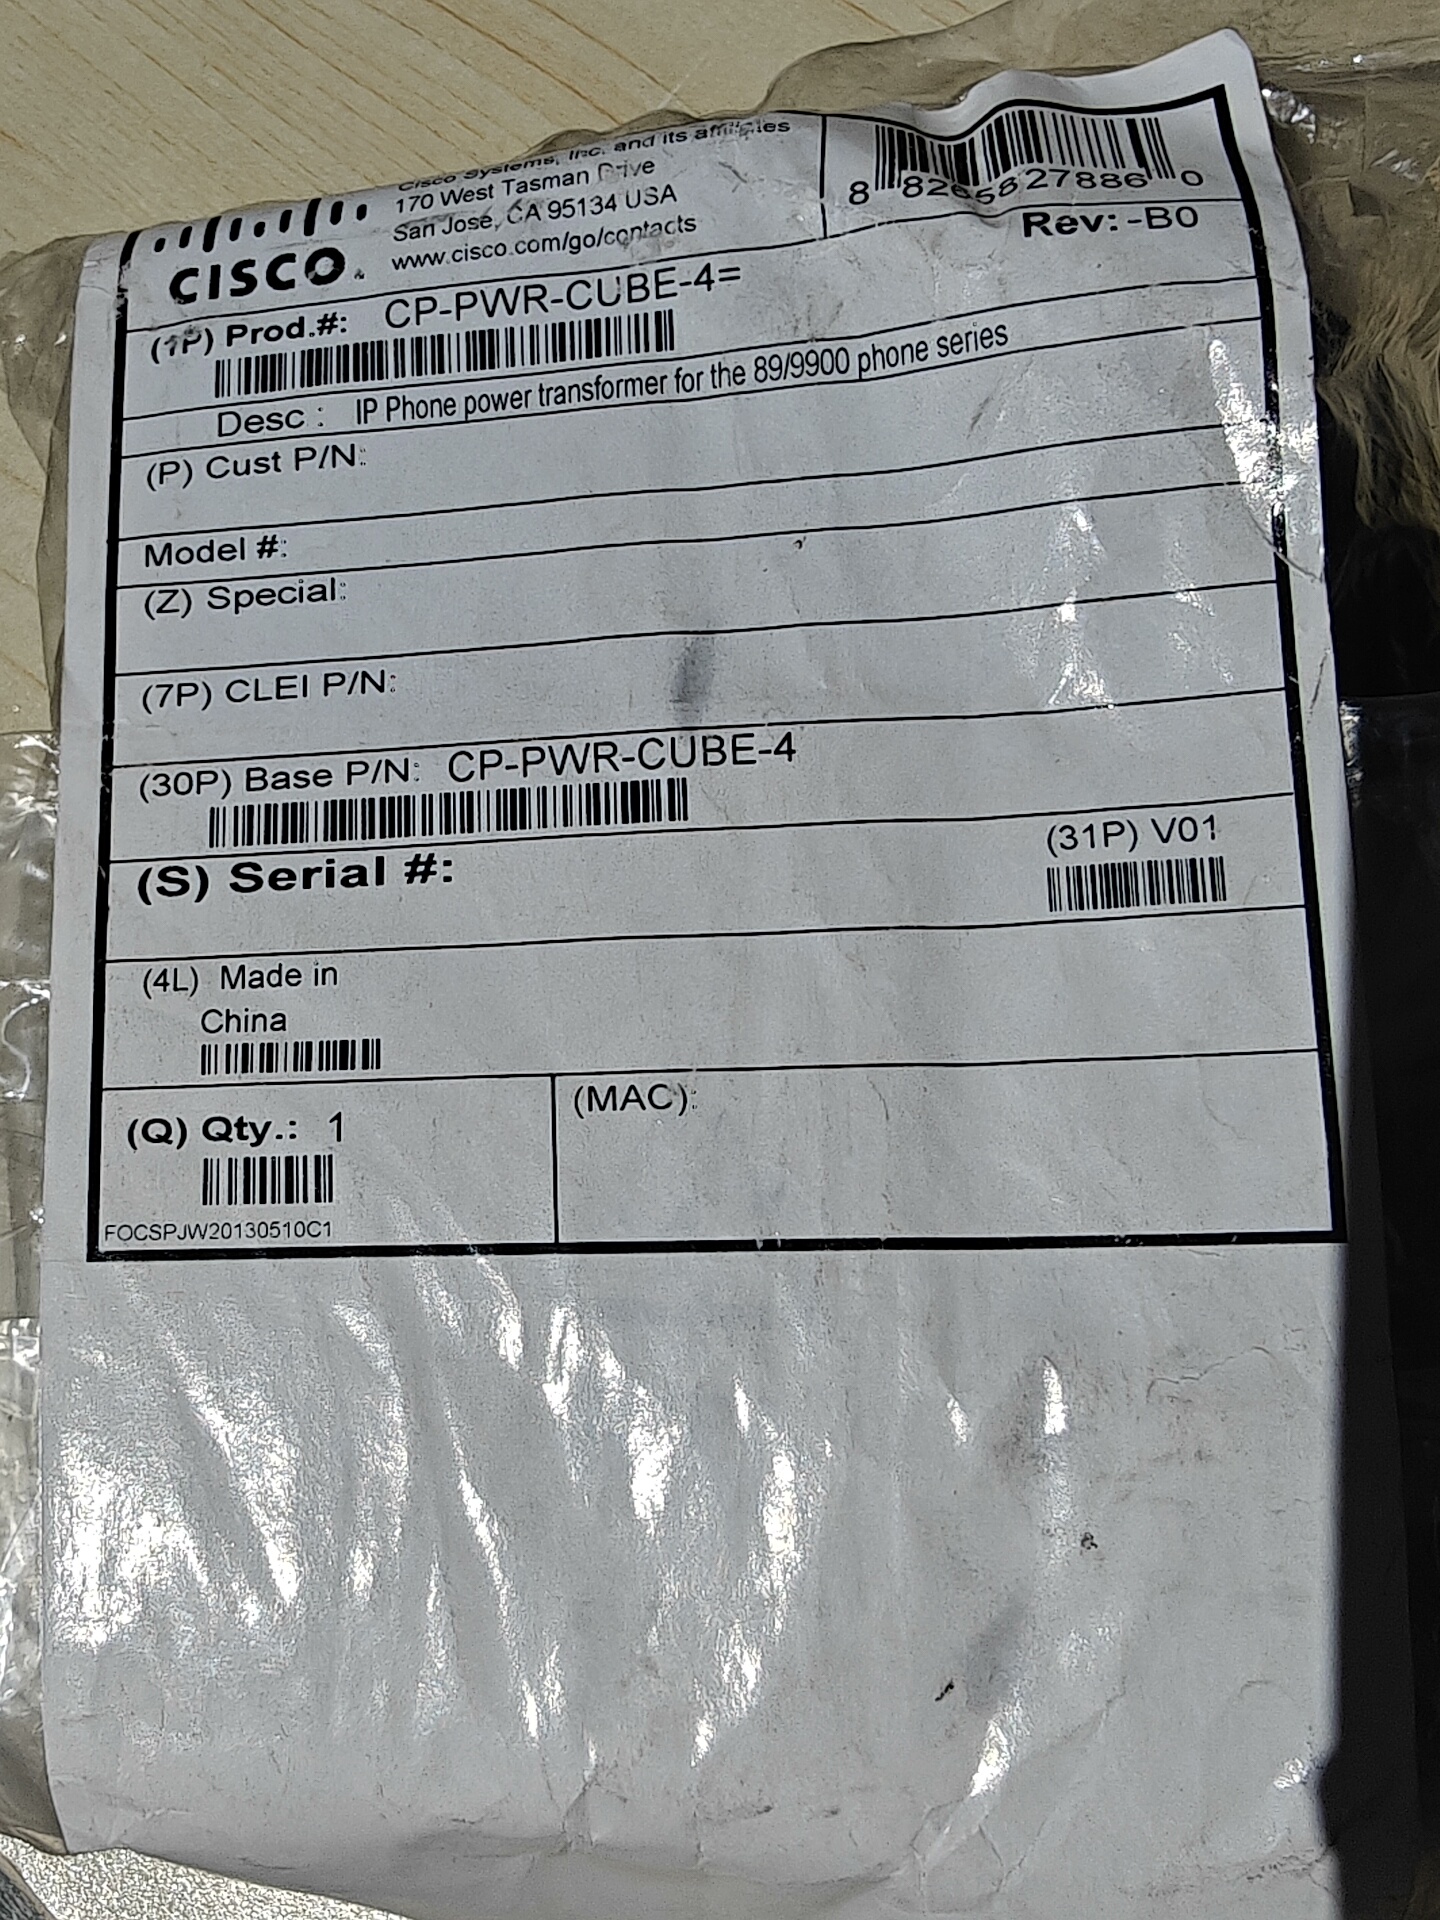 Cisco Systems, Inc. and its affiliates
170 West Tasman Drive
San Jose, CA 95134 USA
www.cisco.com/go/contacts
CISCO
8 82658 27886 0
Rev: -B0
(1P) Prod.#: CP-PWR-CUBE-4=
Desc : IP Phone power transformer for the 89/9900 phone series
(P) Cust P/N:
Model #:
(Z) Special:
(7P) CLEI P/N:
(30P) Base P/N: CP-PWR-CUBE-4
(S) Serial #:
(31P) V01
(4L) Made in
China
(Q) Qty.: 1
(MAC):
FOCSPJW20130510C1